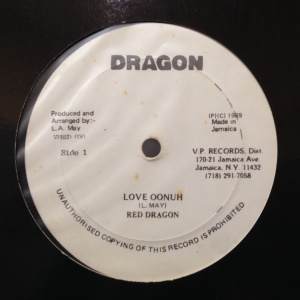 DRAGON
Produced and
Arranged by:-
L.A. May
Side 1
(P)(C) 1989
Made in
Jamaica
V.P. RECORDS, Dist.
170-21 Jamaica Ave.
Jamaica, N.Y. 11432
(718) 291-7058
LOVE OONUH
(L. MAY)
RED DRAGON
UNAUTHORISED COPYING OF THIS RECORD IS PROHIBITED